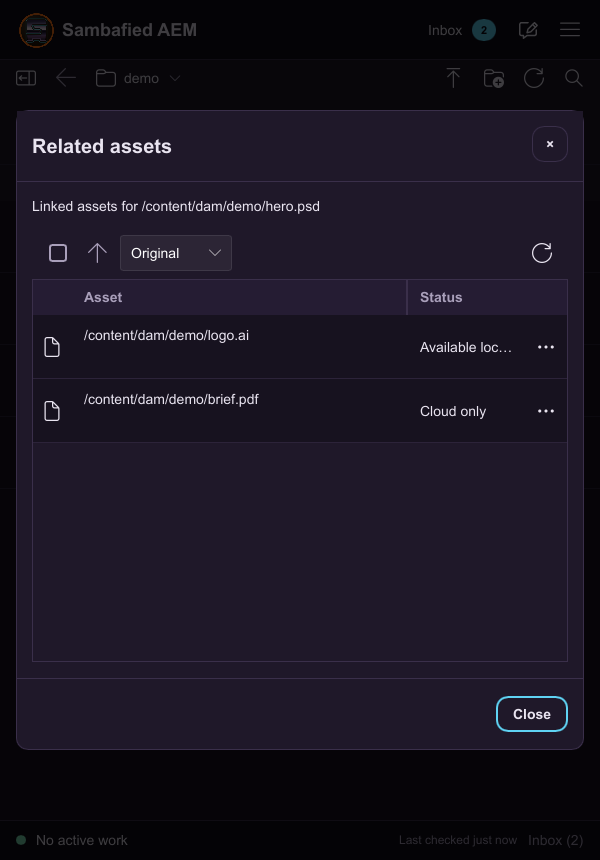 Sambafied AEM
Inbox 2
demo
Related assets
×
Linked assets for /content/dam/demo/hero.psd
Original
Asset Status
/content/dam/demo/logo.ai
Available loc…
/content/dam/demo/brief.pdf
Cloud only
Close
No active work
Last checked just now Inbox (2)